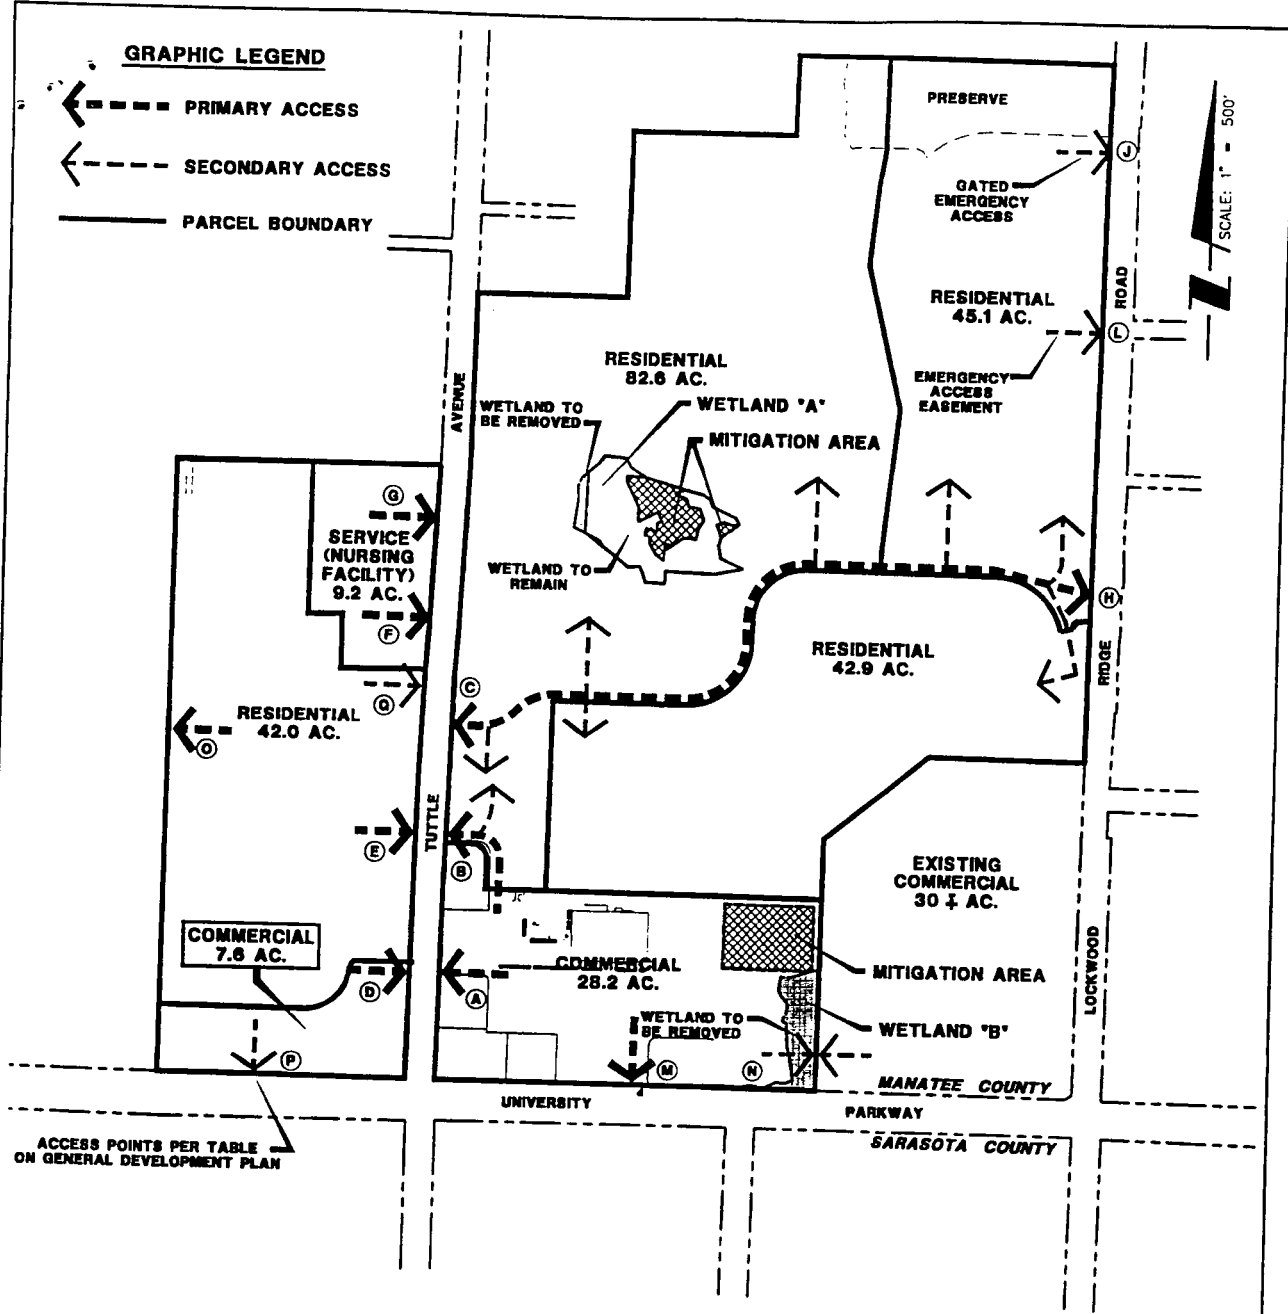 GRAPHIC LEGEND
PRIMARY ACCESS
SECONDARY ACCESS
PARCEL BOUNDARY
PRESERVE
J
GATED
EMERGENCY
ACCESS
SCALE: 1" = 500'
RESIDENTIAL
45.1 AC.
ROAD
L
EMERGENCY
ACCESS
EASEMENT
RESIDENTIAL
82.6 AC.
AVENUE
WETLAND TO
BE REMOVED
WETLAND "A"
MITIGATION AREA
WETLAND TO
REMAIN
G
SERVICE
(NURSING
FACILITY)
9.2 AC.
F
Q
C
H
RIDGE
RESIDENTIAL
42.9 AC.
RESIDENTIAL
42.0 AC.
O
E
TUTTLE
B
EXISTING
COMMERCIAL
30 ± AC.
COMMERCIAL
7.6 AC.
D
A
COMMERCIAL
28.2 AC.
MITIGATION AREA
LOCKWOOD
WETLAND TO
BE REMOVED
WETLAND "B"
P
M
N
MANATEE COUNTY
UNIVERSITY
PARKWAY
SARASOTA COUNTY
ACCESS POINTS PER TABLE
ON GENERAL DEVELOPMENT PLAN